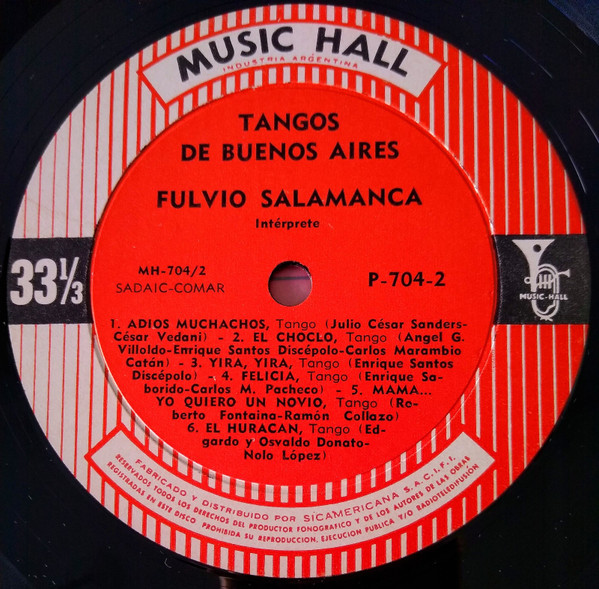 MUSIC HALL
INDUSTRIA ARGENTINA
TANGOS
DE BUENOS AIRES
FULVIO SALAMANCA
Intérprete
33 1/3
MH-704/2
SADAIC-COMAR
P-704-2
MUSIC-HALL
1. ADIOS MUCHACHOS, Tango (Julio César Sanders-
César Vedani) - 2. EL CHOCLO, Tango (Angel G.
Villoldo-Enrique Santos Discépolo-Carlos Marambio
Catán) - 3. YIRA, YIRA, Tango (Enrique Santos
Discépolo) - 4. FELICIA, Tango (Enrique Sa-
borido-Carlos M. Pacheco) - 5. MAMA...
YO QUIERO UN NOVIO, Tango (Ro-
berto Fontaina-Ramón Collazo)
6. EL HURACAN, Tango (Ed-
gardo y Osvaldo Donato-
Nolo López)
FABRICADO Y DISTRIBUIDO POR SICAMERICANA S.A.C.I.F.I.
RESERVADOS TODOS LOS DERECHOS DEL PRODUCTOR FONOGRAFICO Y DE LOS AUTORES DE LAS OBRAS
REGISTRADAS EN ESTE DISCO PROHIBIDA SU REPRODUCCION, EJECUCION PUBLICA Y/O RADIOTELEDIFUSION